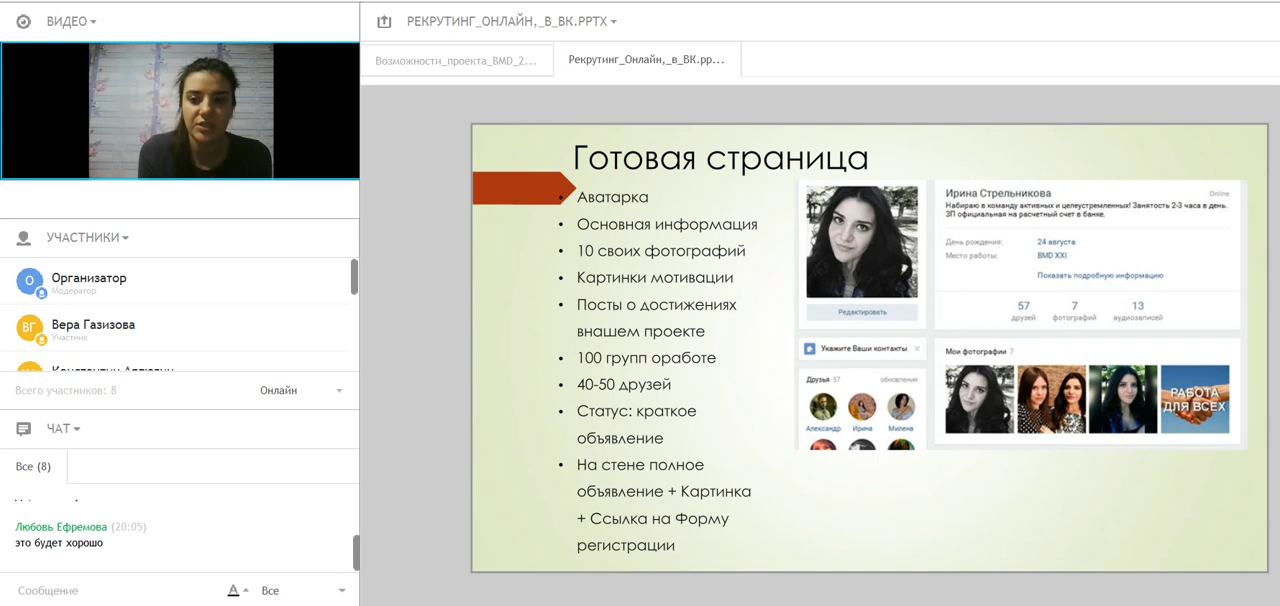 ВИДЕО
РЕКРУТИНГ_ОНЛАЙН,_В_ВК.PPTX
Возможности_проекта_BMD_2...
Рекрутинг_Онлайн,_в_ВК.pp...
УЧАСТНИКИ
О
Организатор
Модератор
ВГ
Вера Газизова
Участник
Всего участников: 8
Онлайн
ЧАТ
Все (8)
Любовь Ефремова (20:05)
это будет хорошо
Сообщение
A
Все
Готовая страница
• Аватарка
• Основная информация
• 10 своих фотографий
• Картинки мотивации
• Посты о достижениях
внашем проекте
• 100 групп оработе
• 40-50 друзей
• Статус: краткое
объявление
• На стене полное
объявление + Картинка
+ Ссылка на Форму
регистрации
Редактировать
Укажите Ваши контакты
Друзья 57
обновления
Александр
Ирина
Милена
Ирина Стрельникова
Online
Набираю в команду активных и целеустремленных! Занятость 2-3 часа в день.
ЗП официальная на расчетный счет в банке.
День рождения: 24 августа
Место работы: BMD XXI
Показать подробную информацию
57 7 13
друзей фотографий аудиозаписей
Мои фотографии 7
РАБОТА
ДЛЯ ВСЕХ